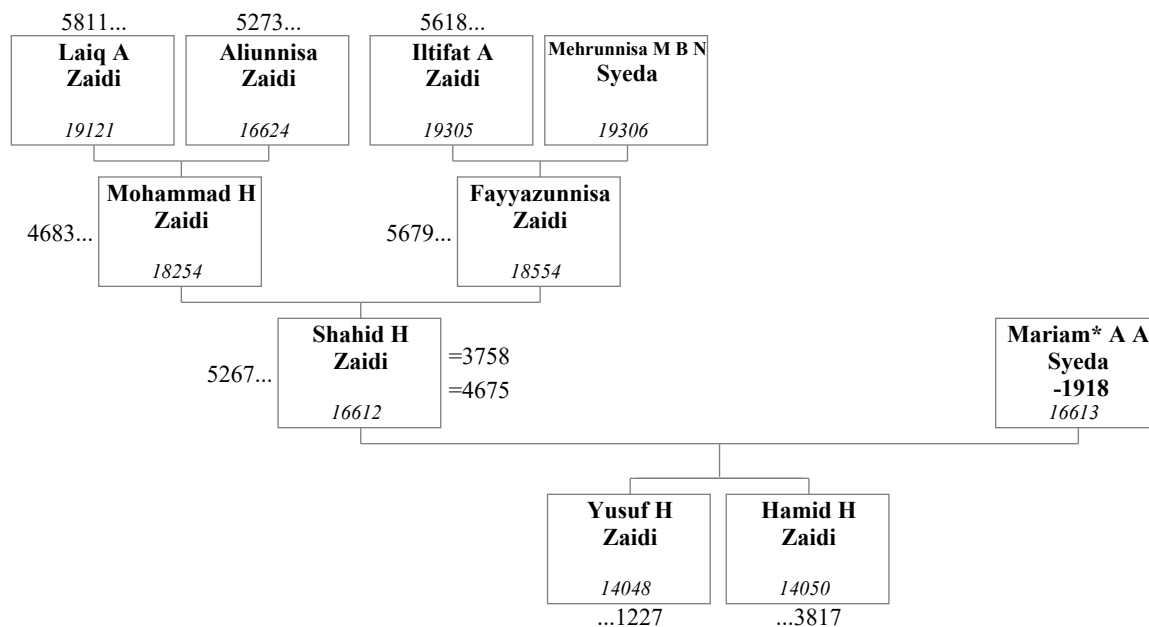 5811...
5273...
5618...
Laiq A
Zaidi
19121
Aliunnisa
Zaidi
16624
Iltifat A
Zaidi
19305
Mehrunnisa M B N
Syeda
19306
4683...
Mohammad H
Zaidi
18254
5679...
Fayyazunnisa
Zaidi
18554
5267...
Shahid H
Zaidi
16612
=3758
=4675
Mariam* A A
Syeda
-1918
16613
Yusuf H
Zaidi
14048
...1227
Hamid H
Zaidi
14050
...3817